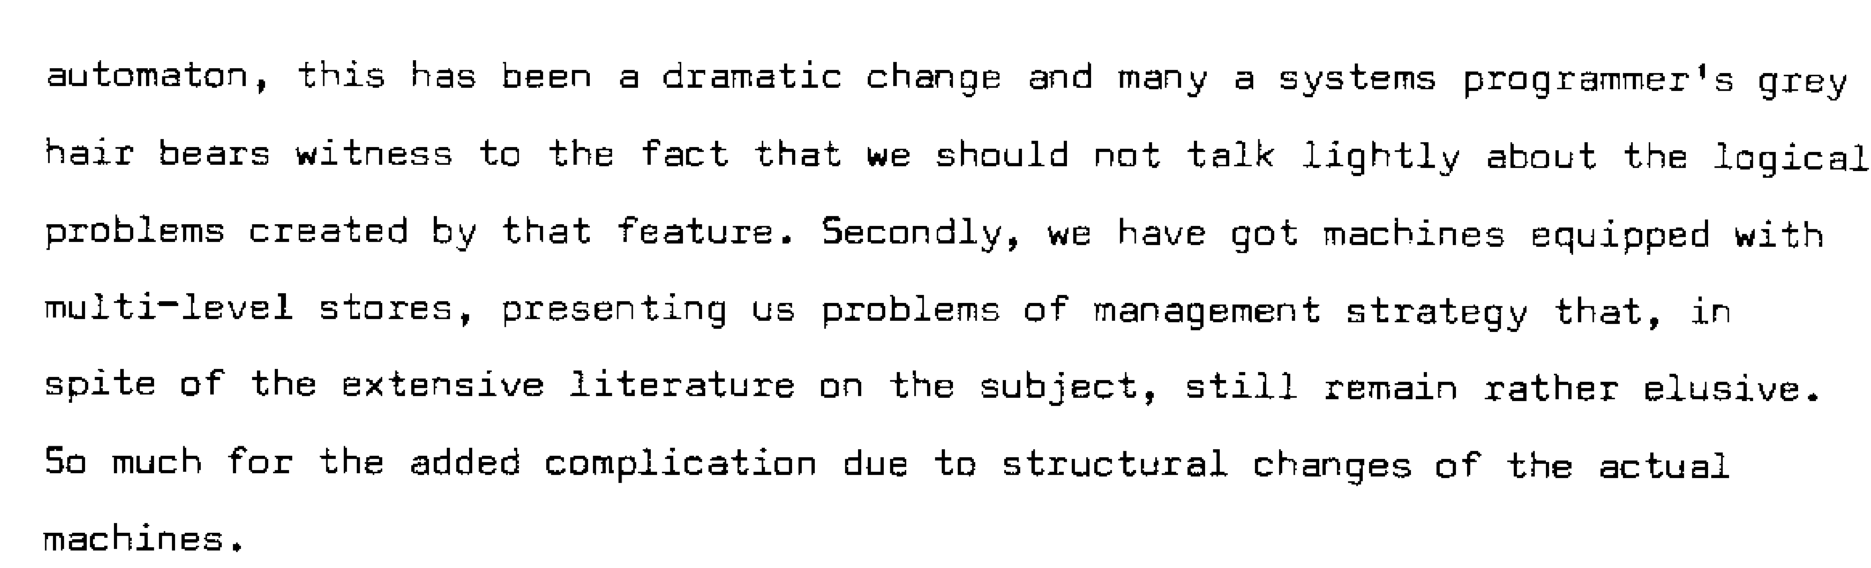 automaton, this has been a dramatic change and many a systems programmer's grey
hair bears witness to the fact that we should not talk lightly about the logical
problems created by that feature. Secondly, we have got machines equipped with
multi-level stores, presenting us problems of management strategy that, in
spite of the extensive literature on the subject, still remain rather elusive.
So much for the added complication due to structural changes of the actual
machines.